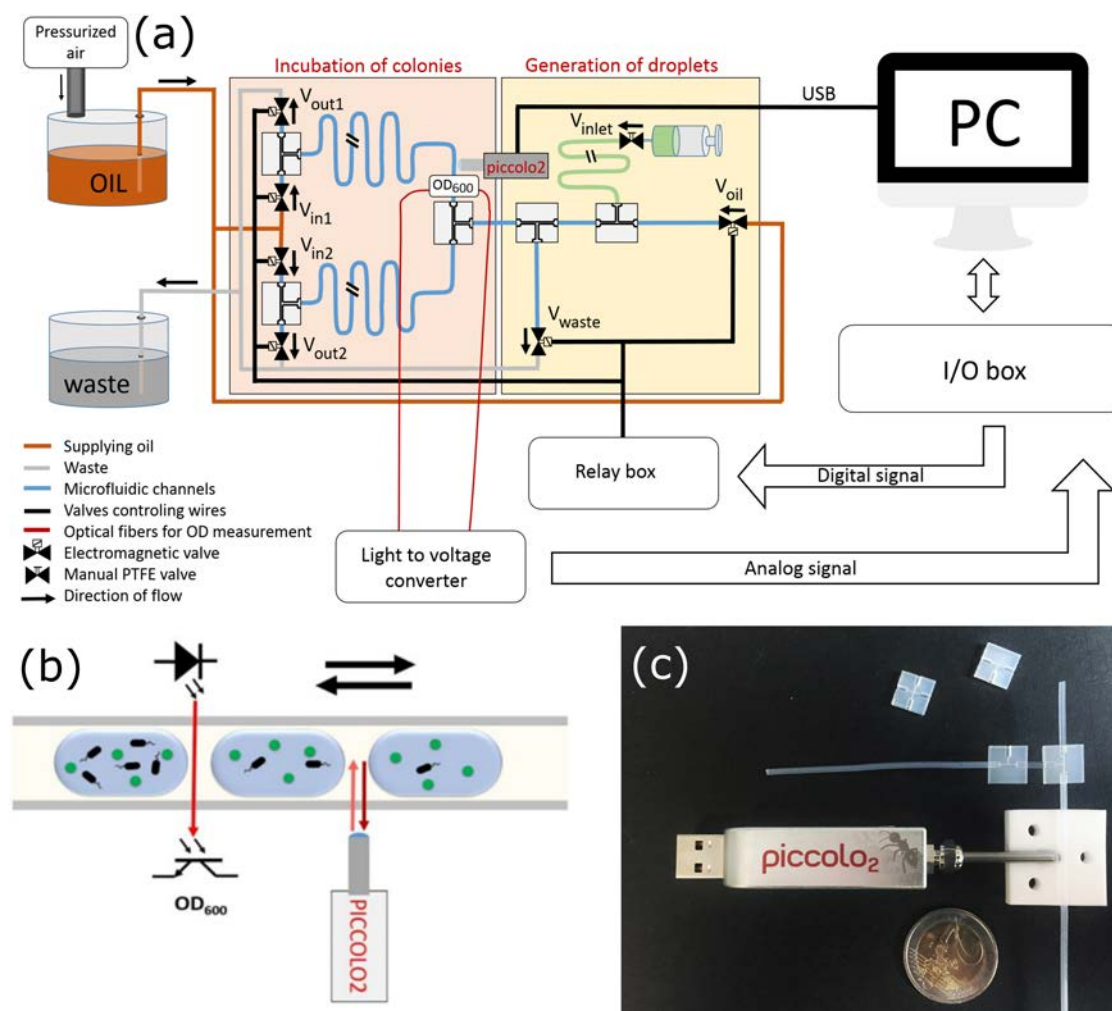 Pressurized
air
(a)
OIL
waste
Incubation of colonies
Generation of droplets
Vout1
Vin1
Vin2
Vout2
OD600
piccolo2
Vinlet
Voil
Vwaste
USB
PC
I/O box
Relay box
Digital signal
Light to voltage
converter
Analog signal
Supplying oil
Waste
Microfluidic channels
Valves controling wires
Optical fibers for OD measurement
Electromagnetic valve
Manual PTFE valve
Direction of flow
(b)
OD600
PICCOLO2
(c)
piccolo2